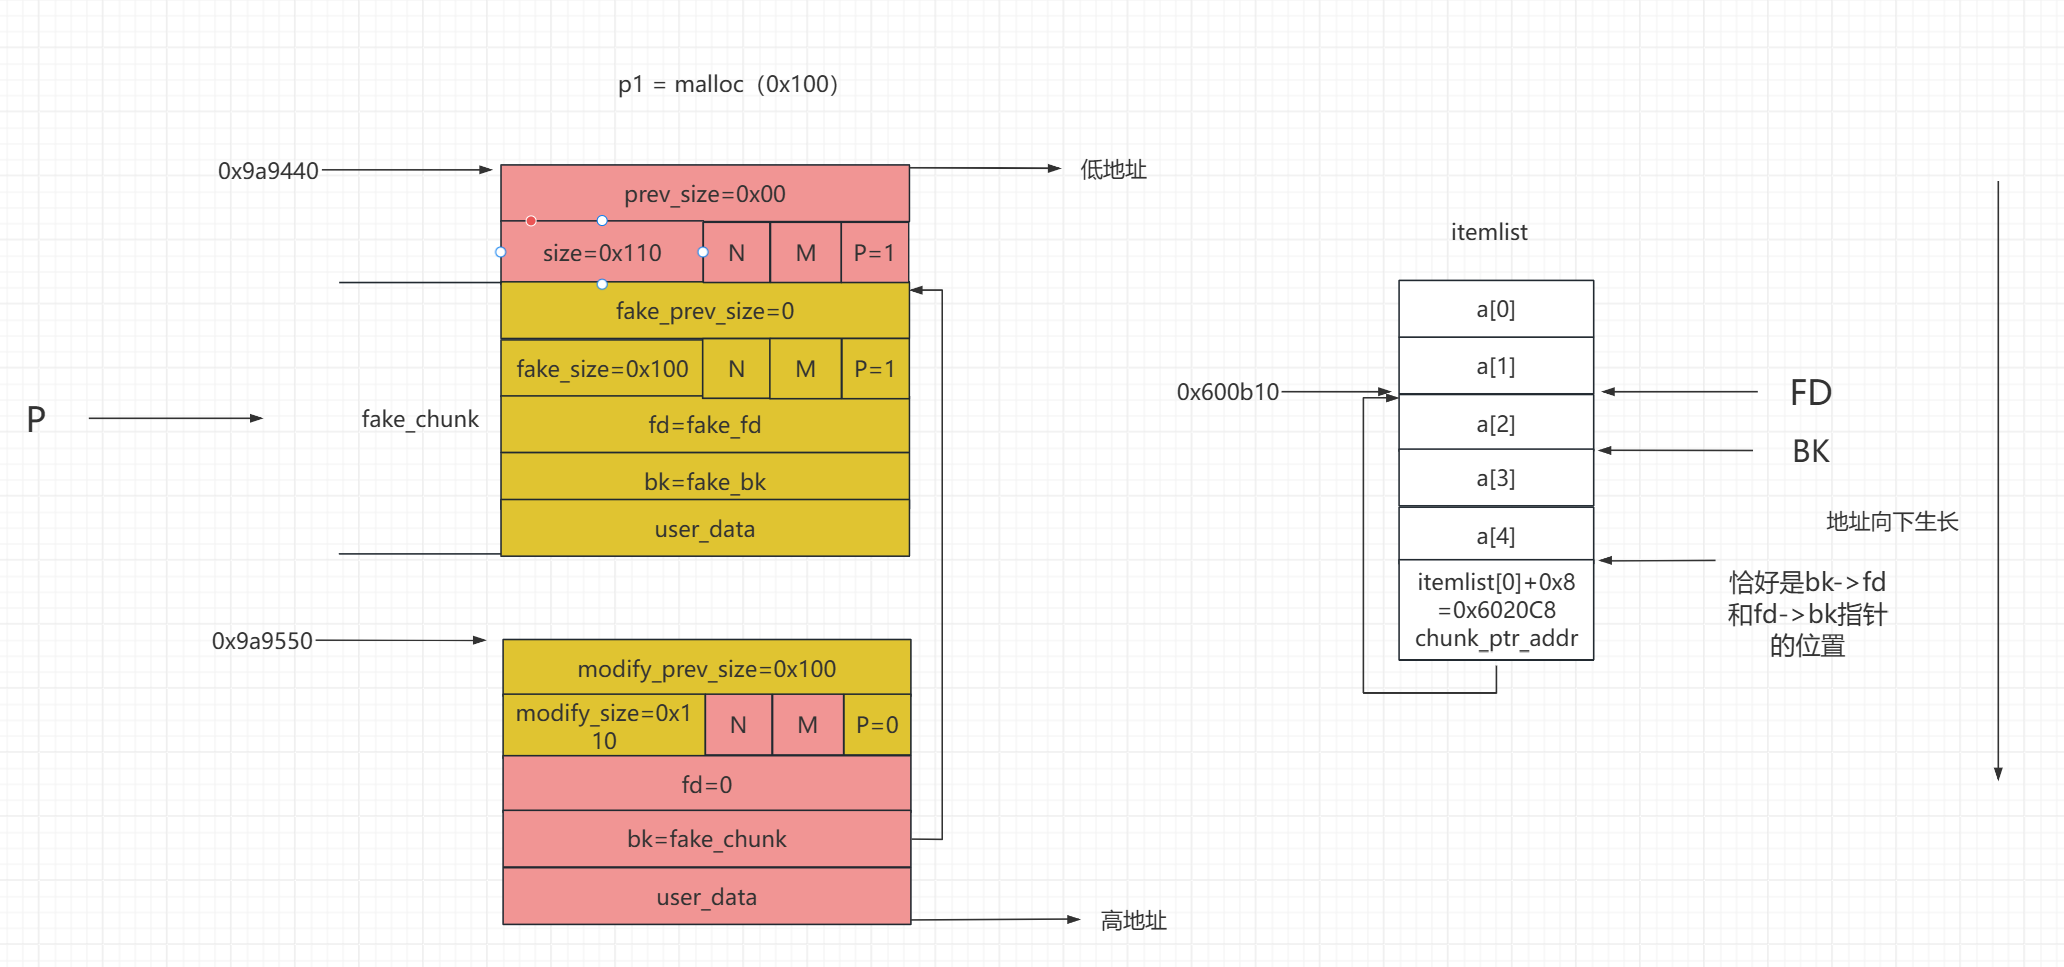 p1 = malloc（0x100）
0x9a9440
prev_size=0x00
低地址
size=0x110
N
M
P=1
fake_prev_size=0
fake_size=0x100
N
M
P=1
P
fake_chunk
fd=fake_fd
bk=fake_bk
user_data
0x9a9550
modify_prev_size=0x100
modify_size=0x1
10
N
M
P=0
fd=0
bk=fake_chunk
user_data
高地址
itemlist
a[0]
a[1]
0x600b10
FD
a[2]
BK
a[3]
地址向下生长
a[4]
itemlist[0]+0x8
=0x6020C8
chunk_ptr_addr
恰好是bk->fd
和fd->bk指针
的位置